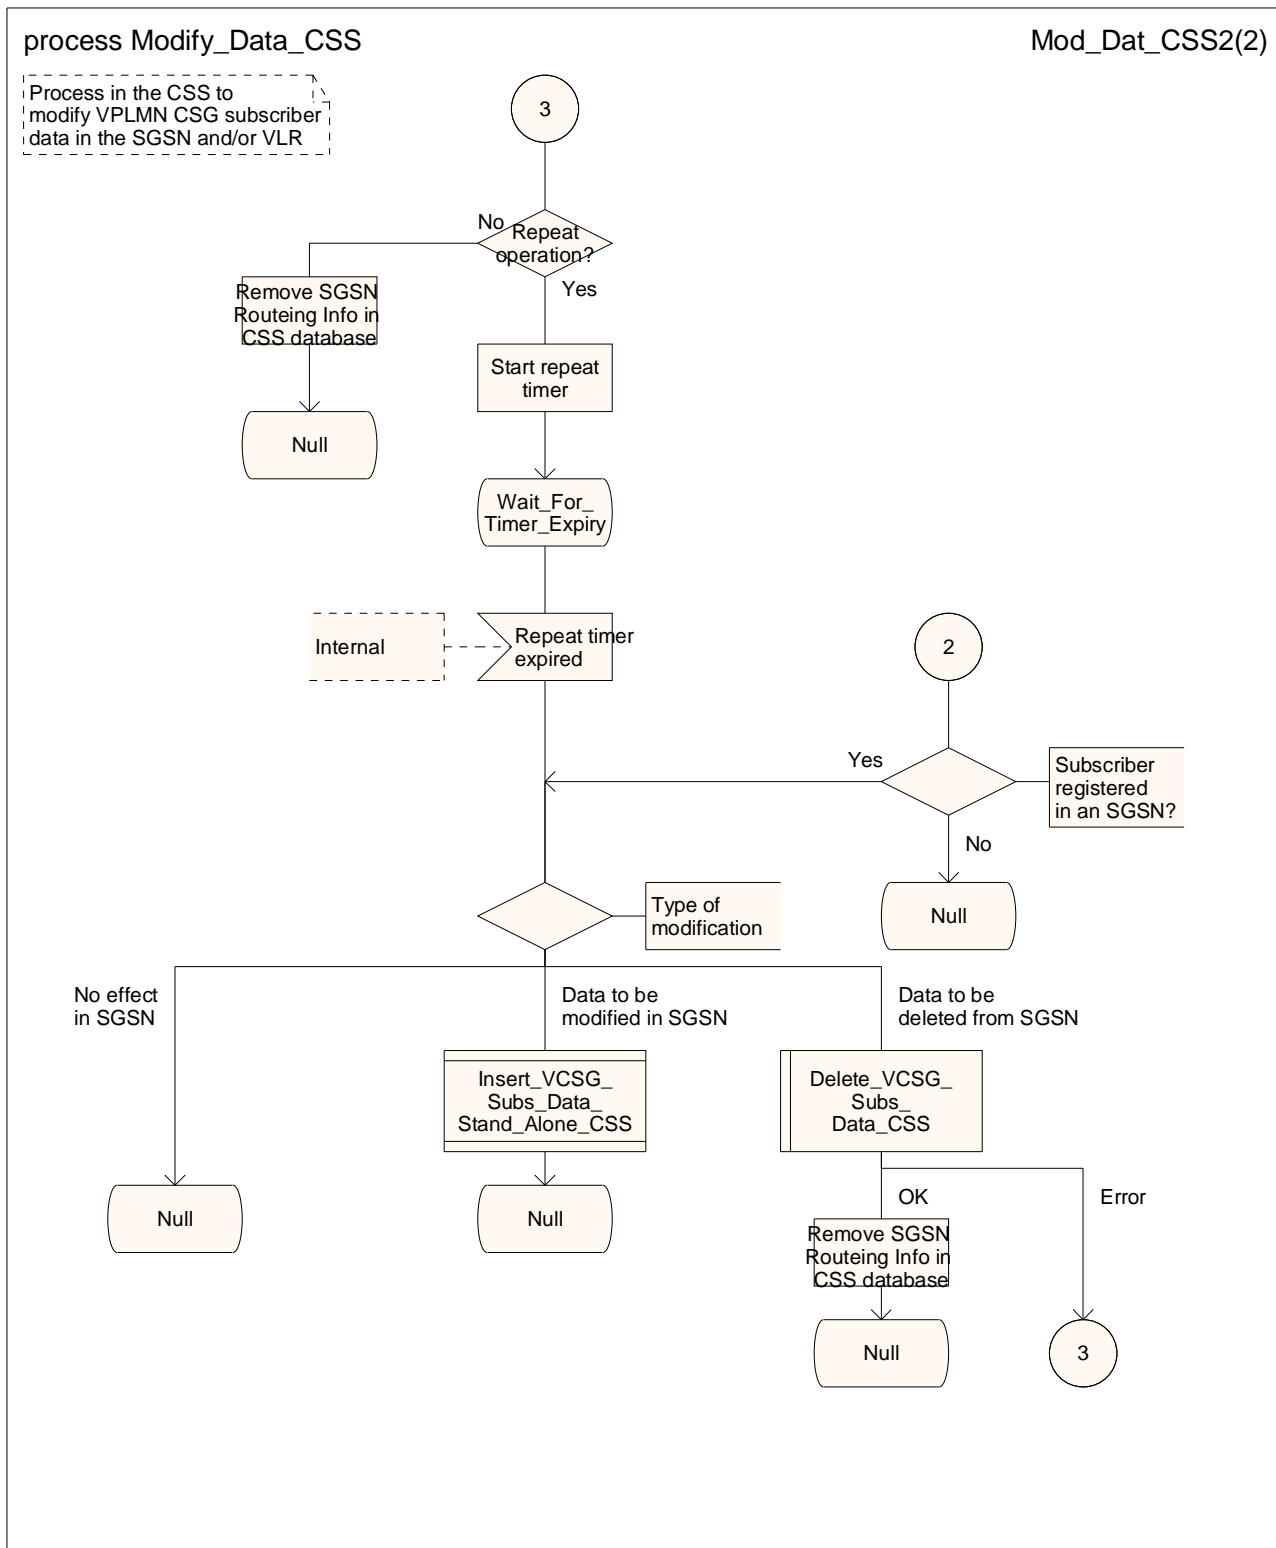 process Modify_Data_CSS
Mod_Dat_CSS2(2)
Process in the CSS to
modify VPLMN CSG subscriber
data in the SGSN and/or VLR
3
No
Repeat
operation?
Yes
Remove SGSN
Routeing Info in
CSS database
Start repeat
timer
Null
Wait_For_
Timer_Expiry
Internal
Repeat timer
expired
2
Yes
Subscriber
registered
in an SGSN?
No
Type of
modification
Null
No effect
in SGSN
Data to be
modified in SGSN
Data to be
deleted from SGSN
Insert_VCSG_
Subs_Data_
Stand_Alone_CSS
Delete_VCSG_
Subs_
Data_CSS
Null
Null
OK
Error
Remove SGSN
Routeing Info in
CSS database
Null
3